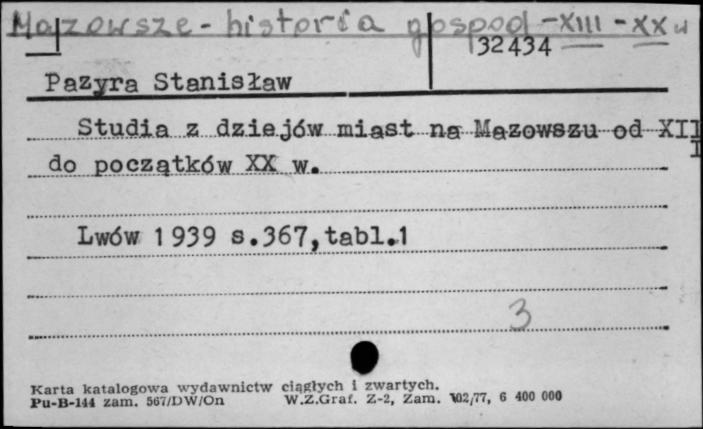 Mazowsze - historia gospod - XIII - XX w
32434
Pazyra Stanisław
Studia z dziejów miast na Mazowszu od XIII
do początków XX w.
Lwów 1939 s.367,tabl.1
3
Karta katalogowa wydawnictw ciągłych i zwartych.
Pu-B-144 zam. 567/DW/On W.Z.Graf. Z-2, Zam. 102/77, 6 400 000